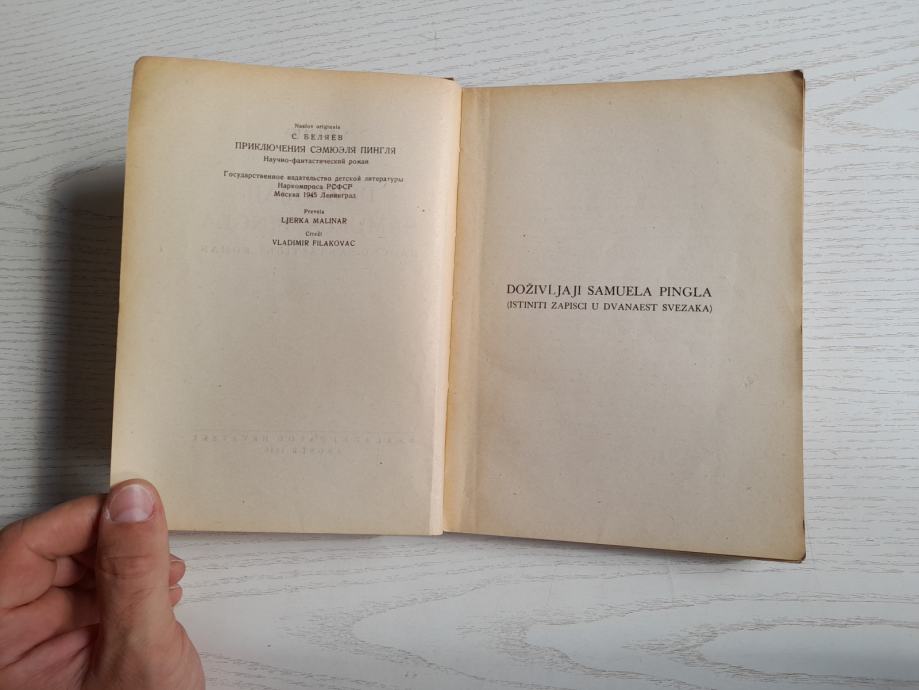 Naslov originala
С. БЕЛЯЕВ
ПРИКЛЮЧЕНИЯ СЭМЮЭЛЯ ПИНГЛЯ
Научно-фантастический роман
Государственное издательство детской литературы
Наркомпроса РСФСР
Москва 1945 Ленинград
Prevela
LJERKA MALINAR
Crteži
VLADIMIR FILAKOVAC
DOŽIVLJAJI SAMUELA PINGLA
(ISTINITI ZAPISCI U DVANAEST SVEZAKA)